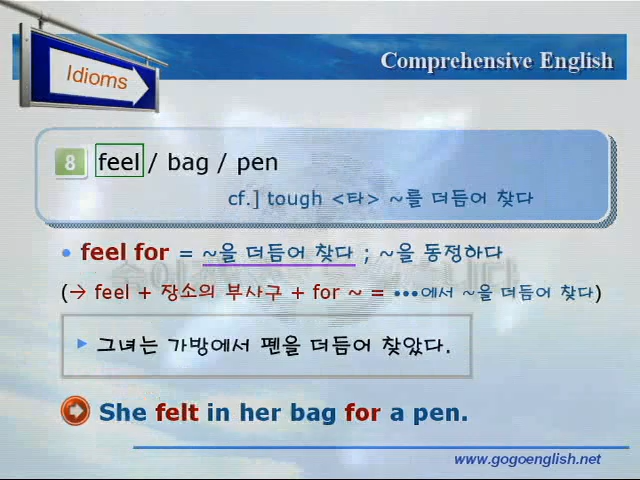 Idioms
Comprehensive English
8 feel / bag / pen
cf.] tough <타> ~를 더듬어 찾다
• feel for = ~을 더듬어 찾다 ; ~을 동정하다
(→ feel + 장소의 부사구 + for ~ = •••에서 ~을 더듬어 찾다)
그녀는 가방에서 펜을 더듬어 찾았다.
She felt in her bag for a pen.
www.gogoenglish.net